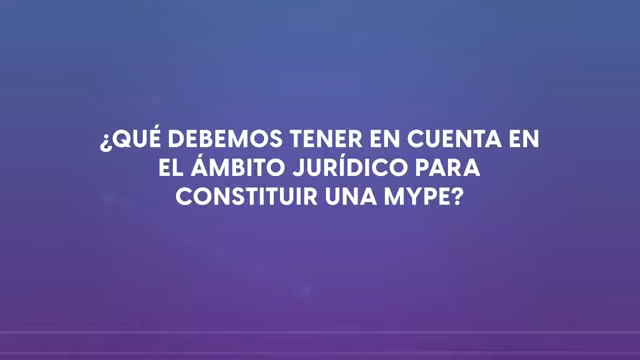 ¿QUÉ DEBEMOS TENER EN CUENTA EN
EL ÁMBITO JURÍDICO PARA
CONSTITUIR UNA MYPE?